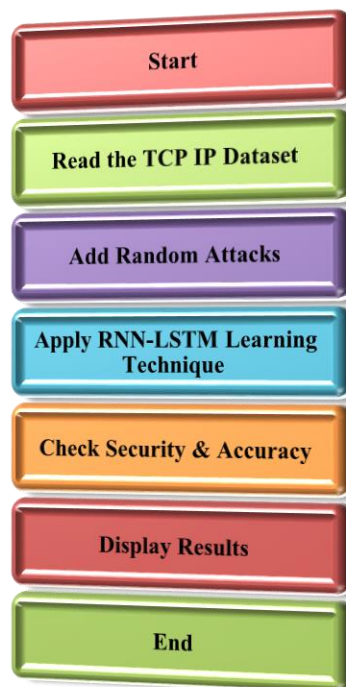 Start
Read the TCP IP Dataset
Add Random Attacks
Apply RNN-LSTM Learning
Technique
Check Security & Accuracy
Display Results
End